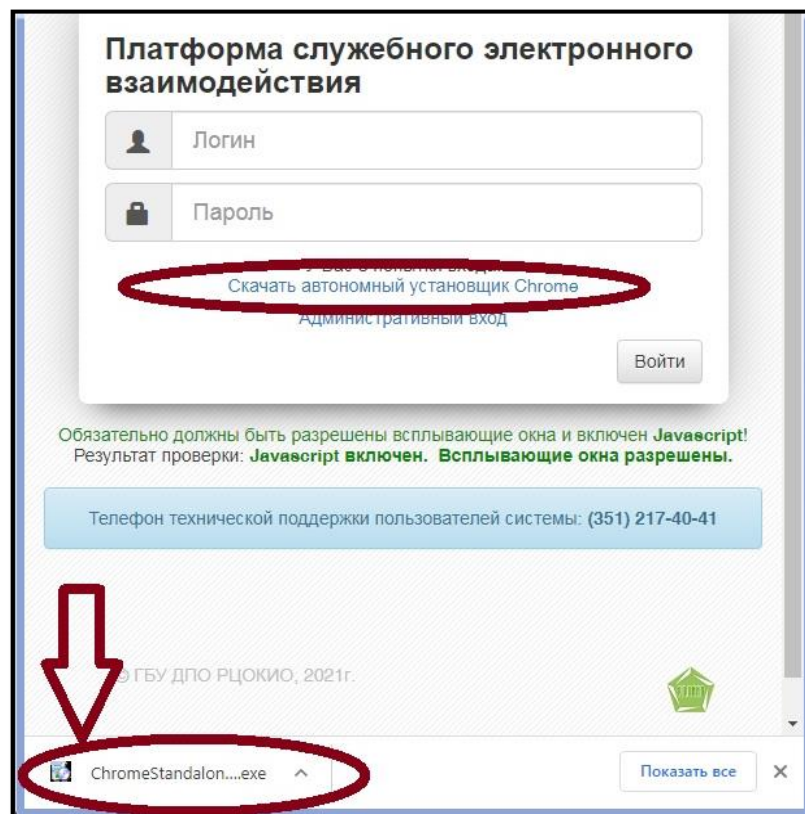 Платформа служебного электронного
взаимодействия
Логин
Пароль
Скачать автономный установщик Chrome
Административный вход
Войти
Обязательно должны быть разрешены всплывающие окна и включен Javascript!
Результат проверки: Javascript включен. Всплывающие окна разрешены.
Телефон технической поддержки пользователей системы: (351) 217-40-41
ГБУ ДПО РЦОКИО, 2021г.
ChromeStandalon....exe
Показать все